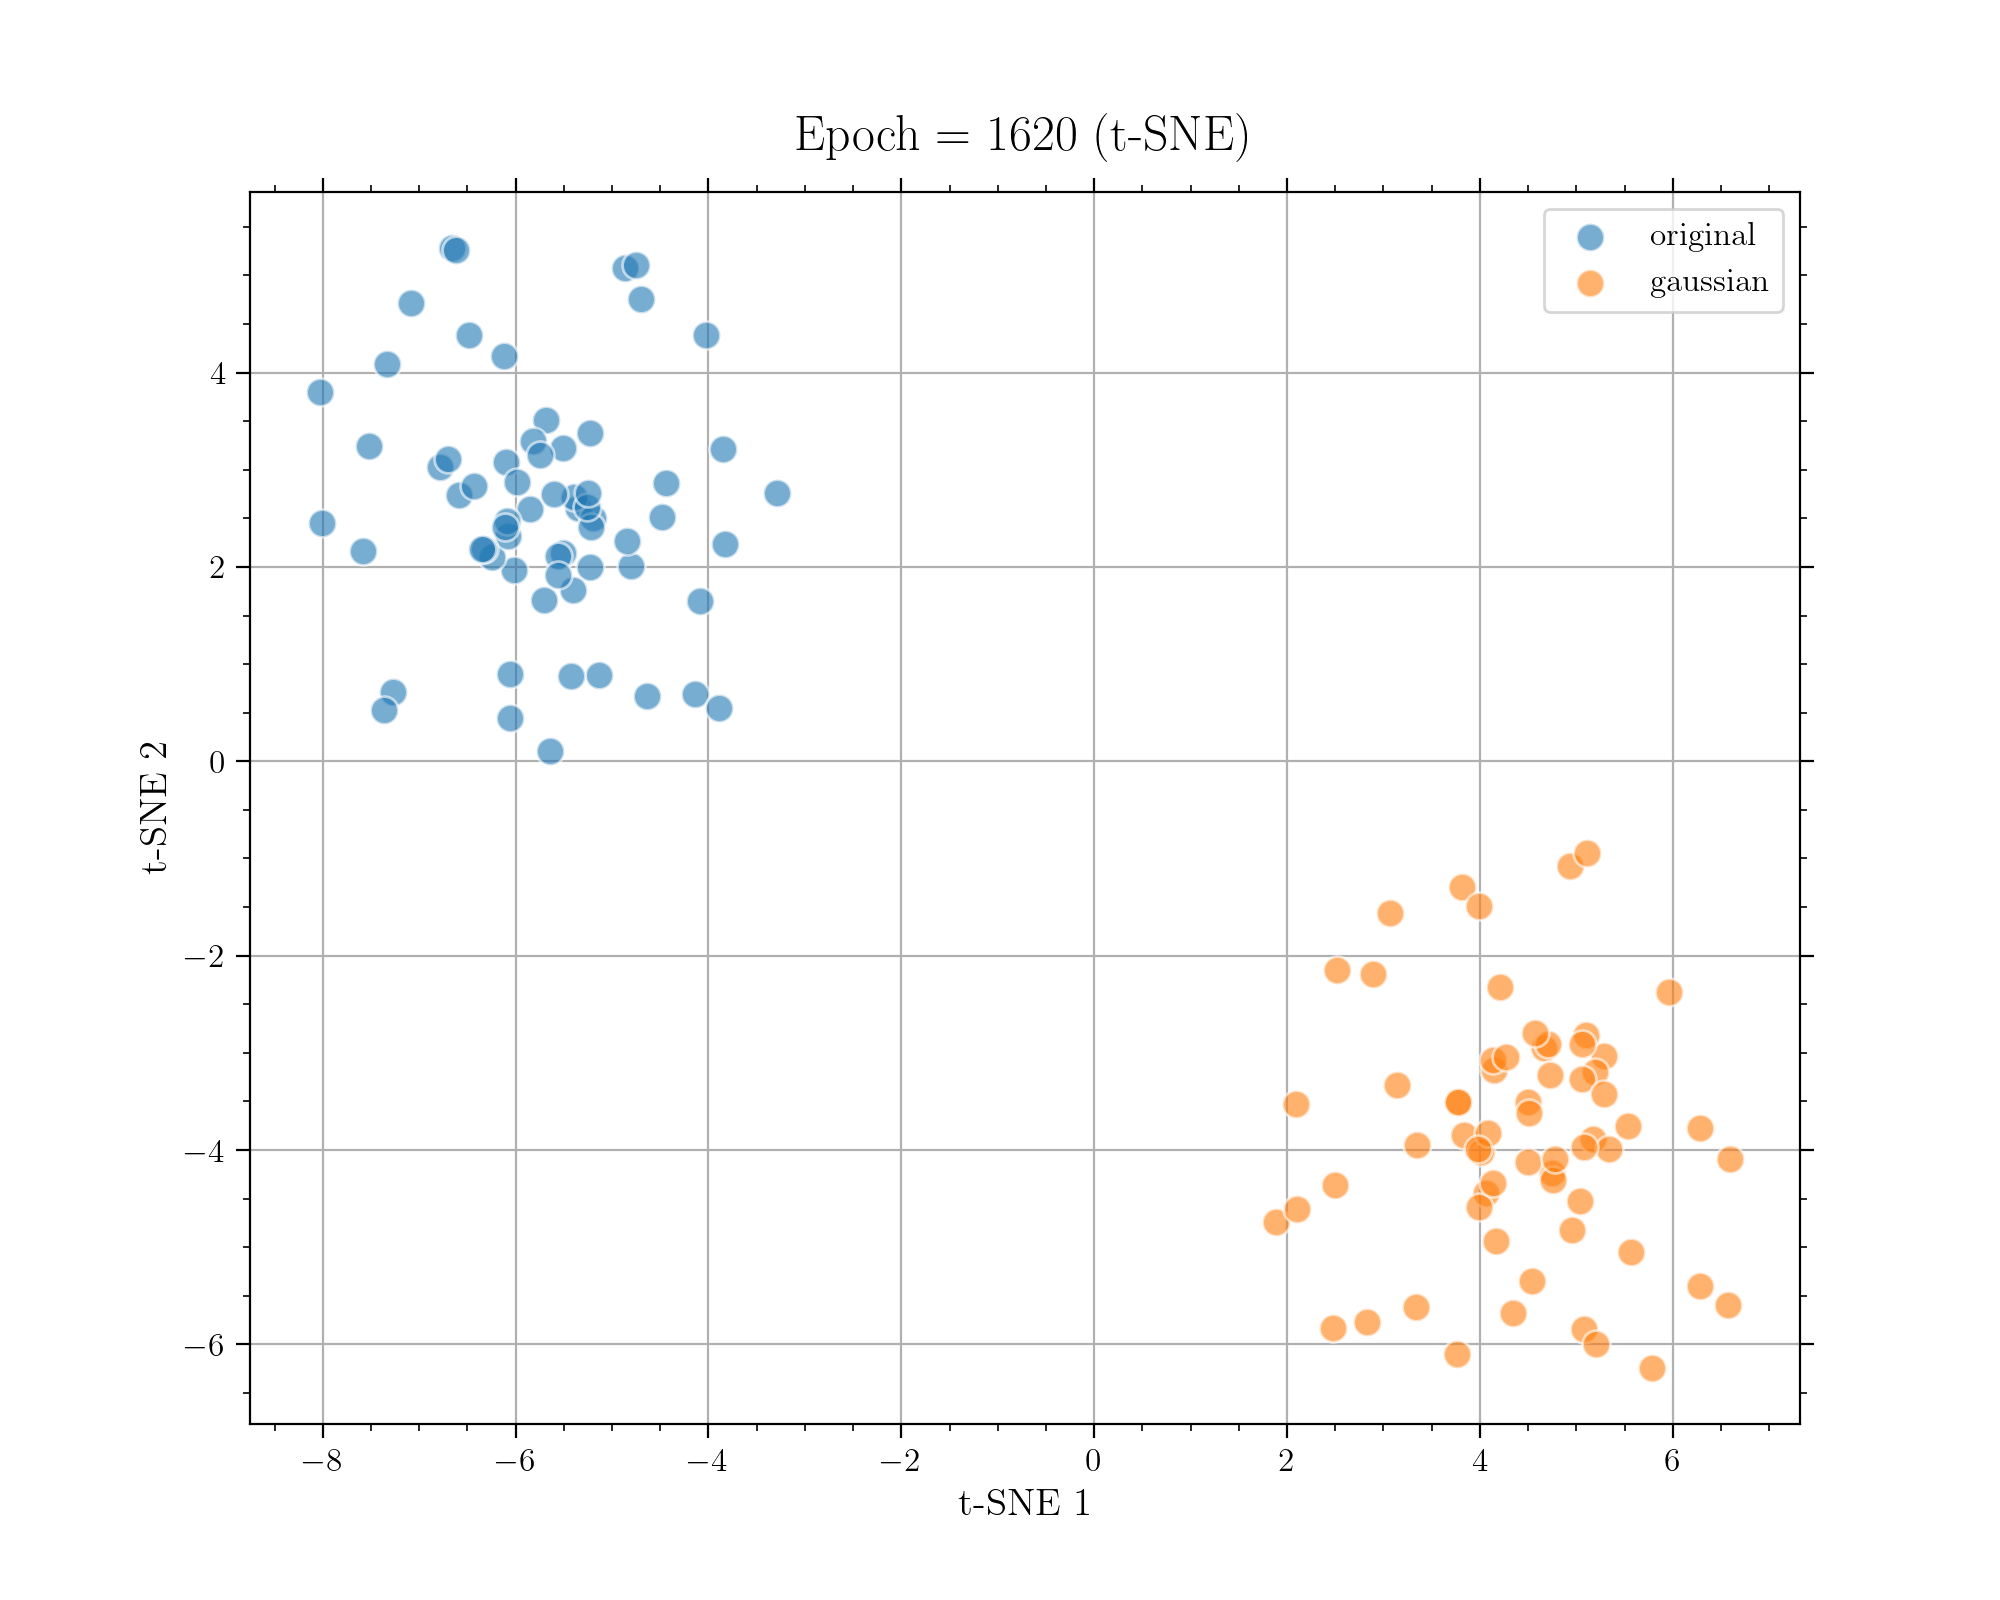 Epoch = 1620 (t-SNE)
original
gaussian
4
2
0
−2
−4
−6
t-SNE 2
−8 −6 −4 −2 0 2 4 6
t-SNE 1